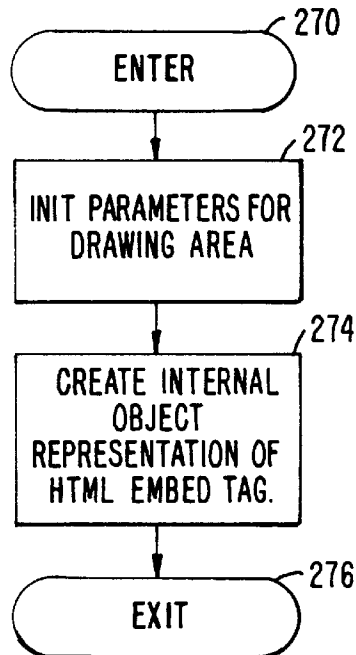 270
ENTER
272
INIT PARAMETERS FOR
DRAWING AREA
274
CREATE INTERNAL
OBJECT
REPRESENTATION OF
HTML EMBED TAG.
276
EXIT